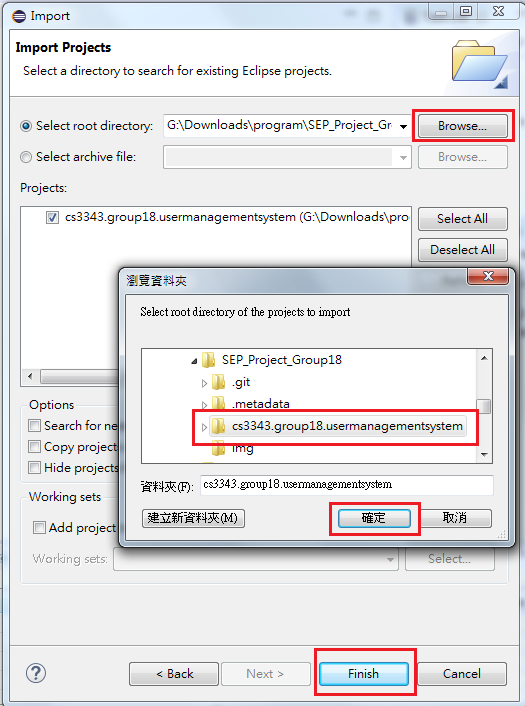 Import
Import Projects
Select a directory to search for existing Eclipse projects.
Select root directory:
G:\Downloads\program\SEP_Project_Gr
Browse...
Select archive file:
Browse...
Projects:
cs3343.group18.usermanagementsystem (G:\Downloads\pro
Select All
Deselect All
瀏覽資料夾
Select root directory of the projects to import
SEP_Project_Group18
.git
.metadata
cs3343.group18.usermanagementsystem
img
資料夾(F):
cs3343.group18.usermanagementsystem
建立新資料夾(M)
確定
取消
Options
Search for ne
Copy projects
Hide projects
Working sets
Add project
Working sets:
Select...
?
< Back
Next >
Finish
Cancel